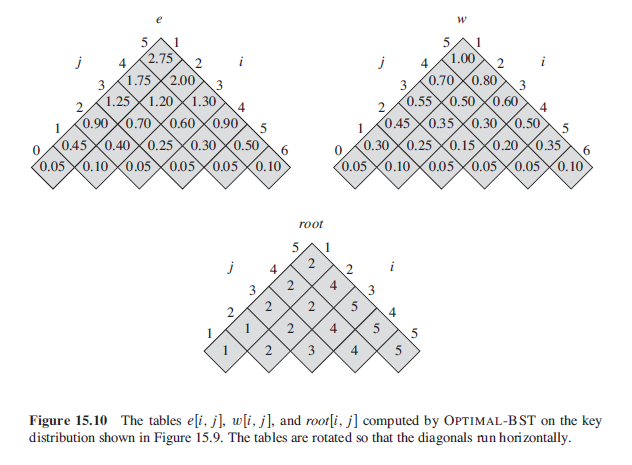 e
5 1
2.75
j 4 2 i
1.75 2.00
3 3
1.25 1.20 1.30
2 4
0.90 0.70 0.60 0.90
1 5
0.45 0.40 0.25 0.30 0.50
0 6
0.05 0.10 0.05 0.05 0.05 0.10
w
5 1
1.00
j 4 2 i
0.70 0.80
3 3
0.55 0.50 0.60
2 4
0.45 0.35 0.30 0.50
1 5
0.30 0.25 0.15 0.20 0.35
0 6
0.05 0.10 0.05 0.05 0.05 0.10
root
5 1
2
j 4 2 i
2 4
3 3
2 2 5
2 4
1 2 4 5
1 5
1 2 3 4 5
Figure 15.10 The tables e[i, j], w[i, j], and root[i, j] computed by OPTIMAL-BST on the key
distribution shown in Figure 15.9. The tables are rotated so that the diagonals run horizontally.